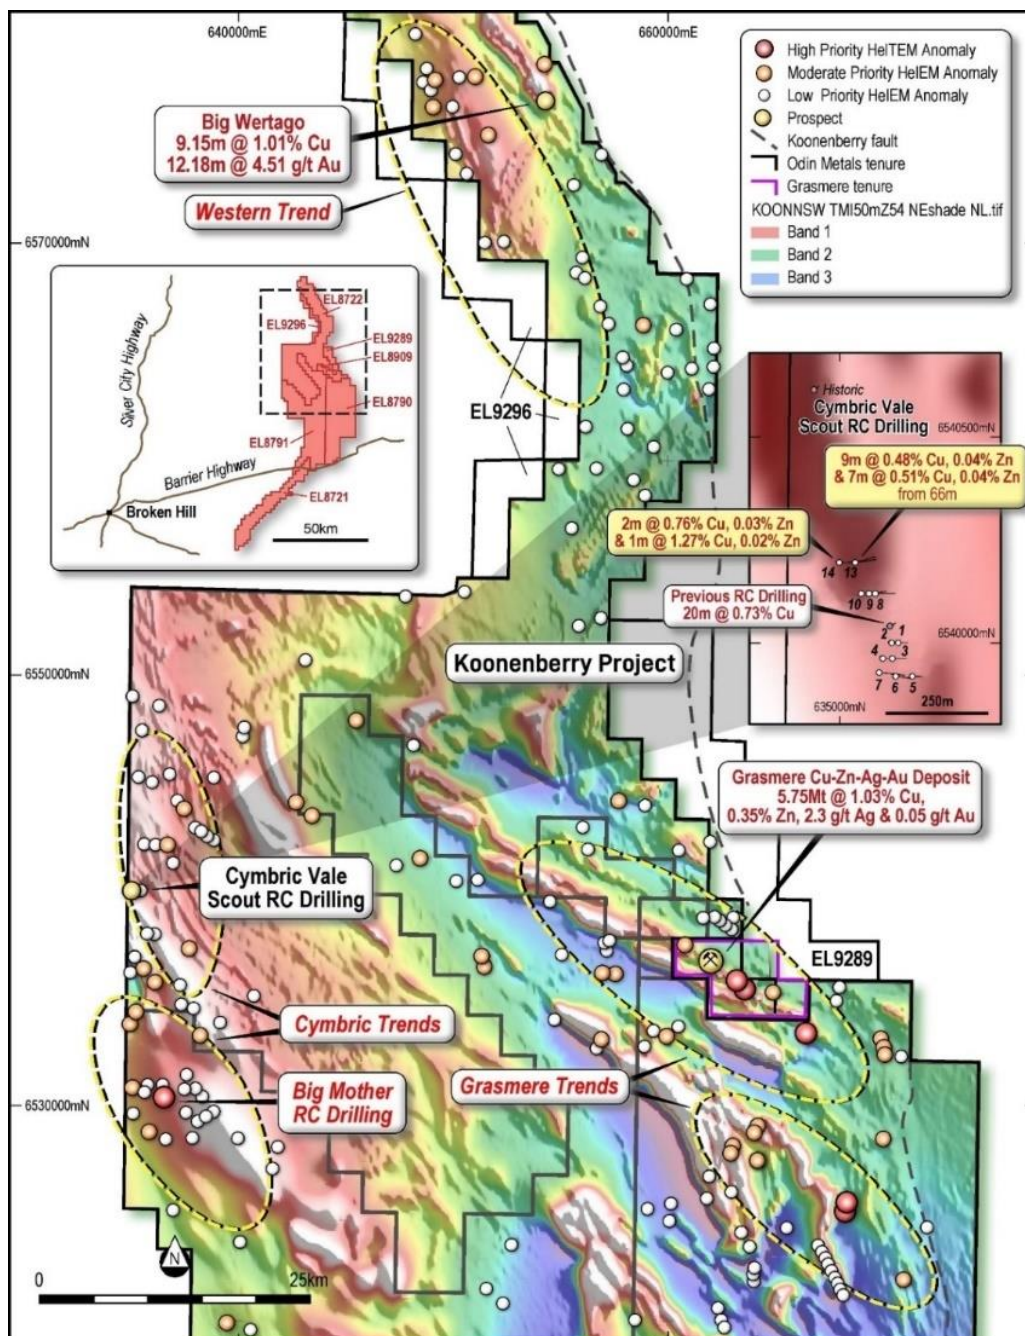 640000mE
660000mE
High Priority HelTEM Anomaly
Moderate Priority HelEM Anomaly
Low Priority HelEM Anomaly
Prospect
Koonenberry fault
Odin Metals tenure
Grasmere tenure
KOONNSW TMI50mZ54 NEshade NL.tif
Band 1
Band 2
Band 3
Big Wertago
9.15m @ 1.01% Cu
12.18m @ 4.51 g/t Au
Western Trend
6570000mN
EL8722
EL9296
EL9289
EL8909
EL8790
EL8791
EL8721
Silver City Highway
Barrier Highway
Broken Hill
50km
EL9296
Historic
Cymbric Vale
Scout RC Drilling
6540500mN
9m @ 0.48% Cu, 0.04% Zn
& 7m @ 0.51% Cu, 0.04% Zn
from 66m
2m @ 0.76% Cu, 0.03% Zn
& 1m @ 1.27% Cu, 0.02% Zn
14 13
10 9 8
Previous RC Drilling
20m @ 0.73% Cu
2 1
4 3
7 6 5
6540000mN
635000mN
250m
Koonenberry Project
6550000mN
Grasmere Cu-Zn-Ag-Au Deposit
5.75Mt @ 1.03% Cu,
0.35% Zn, 2.3 g/t Ag & 0.05 g/t Au
Cymbric Vale
Scout RC Drilling
EL9289
Cymbric Trends
Grasmere Trends
Big Mother
RC Drilling
6530000mN
N
0
25km